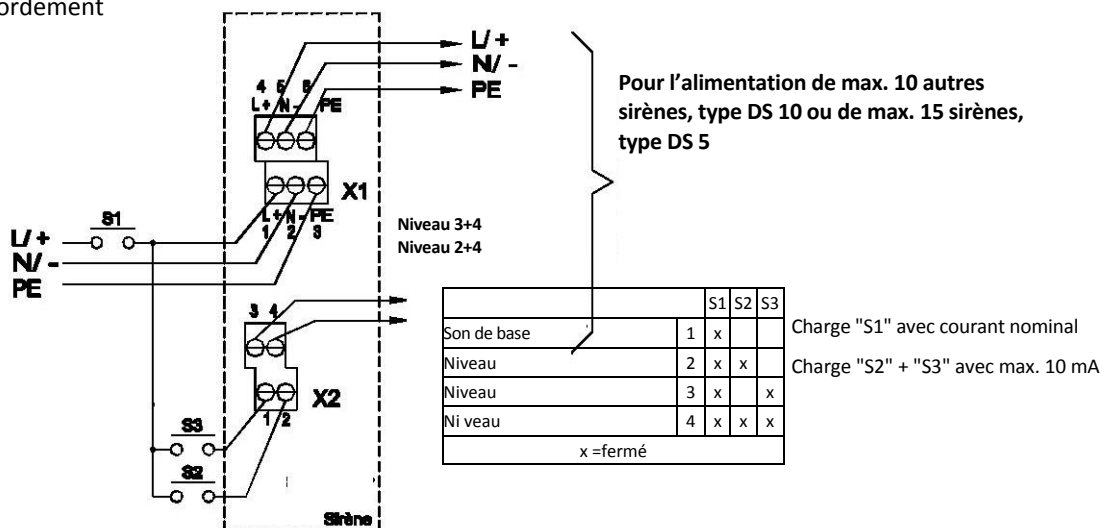 ordement
L/ +
N/ -
PE
4 5 6
L + N - PE
X1
L + N - PE
1 2 3
S1
L/ +
N/ -
PE
Pour l’alimentation de max. 10 autres
sirènes, type DS 10 ou de max. 15 sirènes,
type DS 5
Niveau 3+4
Niveau 2+4
3 4
X2
1 2
S3
S2
Sirène
S1 S2 S3
Son de base 1 x
Niveau 2 x x
Niveau 3 x x
Ni veau 4 x x x
x =fermé
Charge "S1" avec courant nominal
Charge "S2" + "S3" avec max. 10 mA